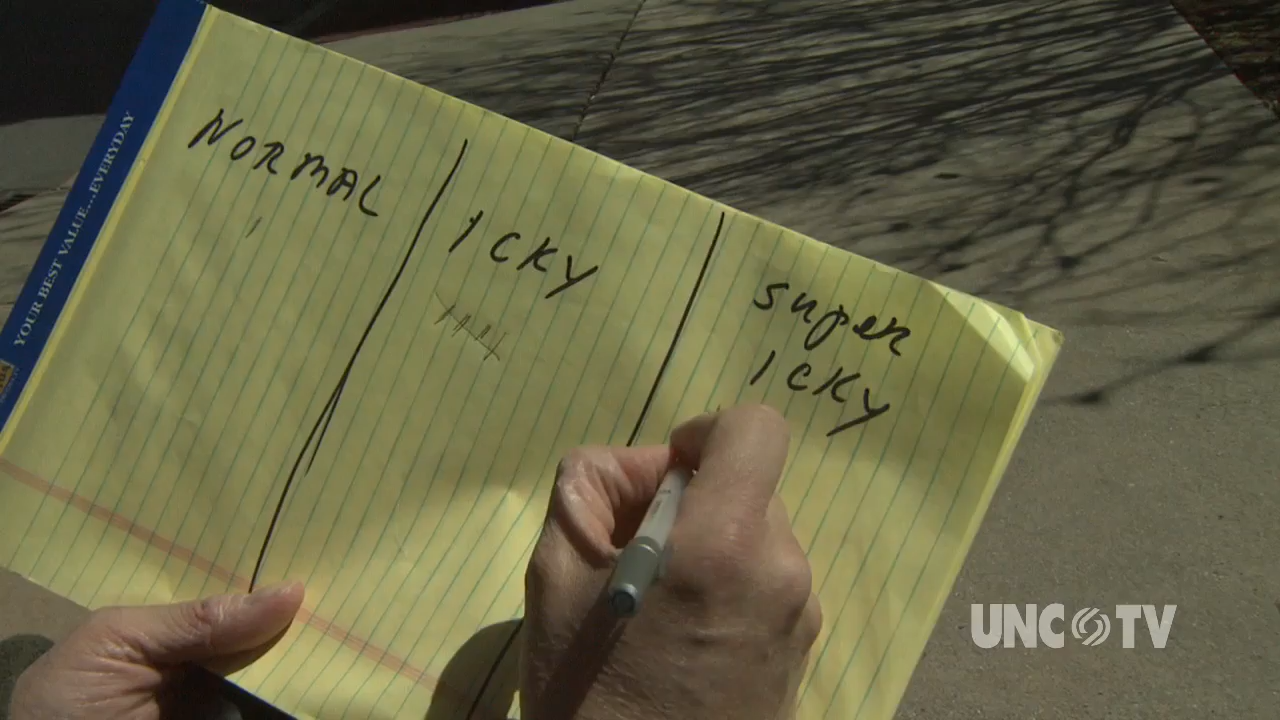 YOUR BEST VALUE...EVERYDAY
NORMAL
ICKY
super
ICKY
UNC TV